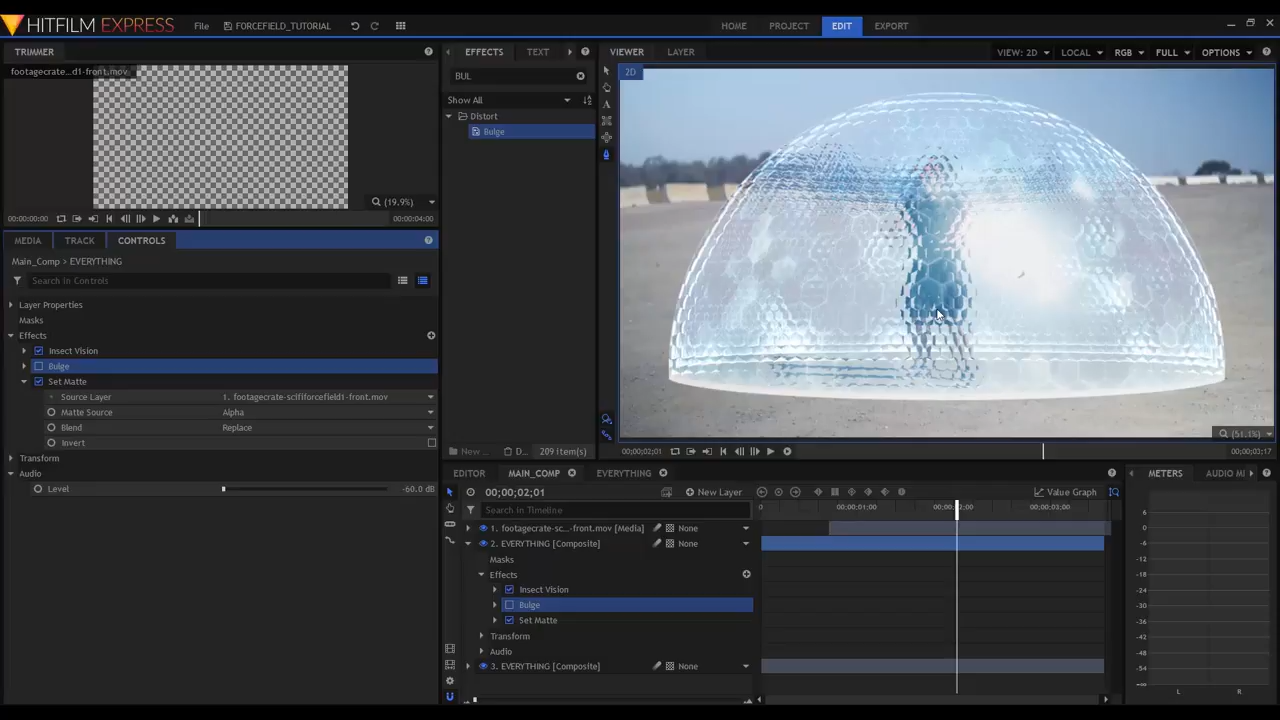 HITFILM EXPRESS
File
FORCEFIELD_TUTORIAL
HOME
PROJECT
EDIT
EXPORT
TRIMMER
footagecrate...d1-front.mov
(19.9%)
00;00;00;00
00;00;04;00
EFFECTS
TEXT
BUL
Show All
Distort
Bulge
New ...
D...
209 item(s)
VIEWER
LAYER
VIEW: 2D
LOCAL
RGB
FULL
OPTIONS
2D
(51.1%)
00;00;02;01
00;00;03;17
MEDIA
TRACK
CONTROLS
Main_Comp > EVERYTHING
Search in Controls
Layer Properties
Masks
Effects
Insect Vision
Bulge
Set Matte
Source Layer
1. footagecrate-scififorcefield1-front.mov
Matte Source
Alpha
Blend
Replace
Invert
Transform
Audio
Level
-60.0 dB
EDITOR
MAIN_COMP
EVERYTHING
00;00;02;01
New Layer
Value Graph
Search in Timeline
0
00;00;01;00
00;00;03;00
1. footagecrate-sc...-front.mov [Media]
None
2. EVERYTHING [Composite]
None
Masks
Effects
Insect Vision
Bulge
Set Matte
Transform
Audio
3. EVERYTHING [Composite]
None
METERS
AUDIO MI
6
0
-6
-12
-18
-24
-30
-36
-42
-48
-54
-∞
L
R